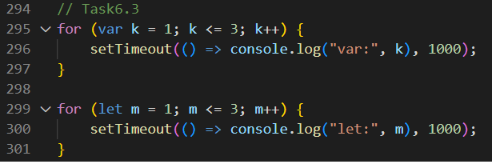 294 // Task6.3
295 for (var k = 1; k <= 3; k++) {
296 setTimeout(() => console.log("var:", k), 1000);
297 }
298
299 for (let m = 1; m <= 3; m++) {
300 setTimeout(() => console.log("let:", m), 1000);
301 }